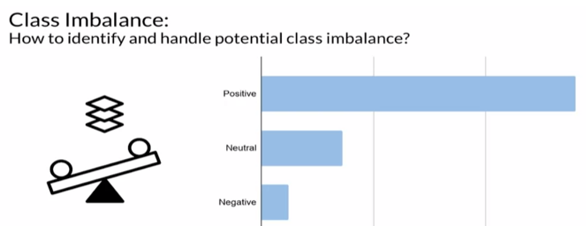 Class Imbalance:
How to identify and handle potential class imbalance?
Positive
Neutral
Negative